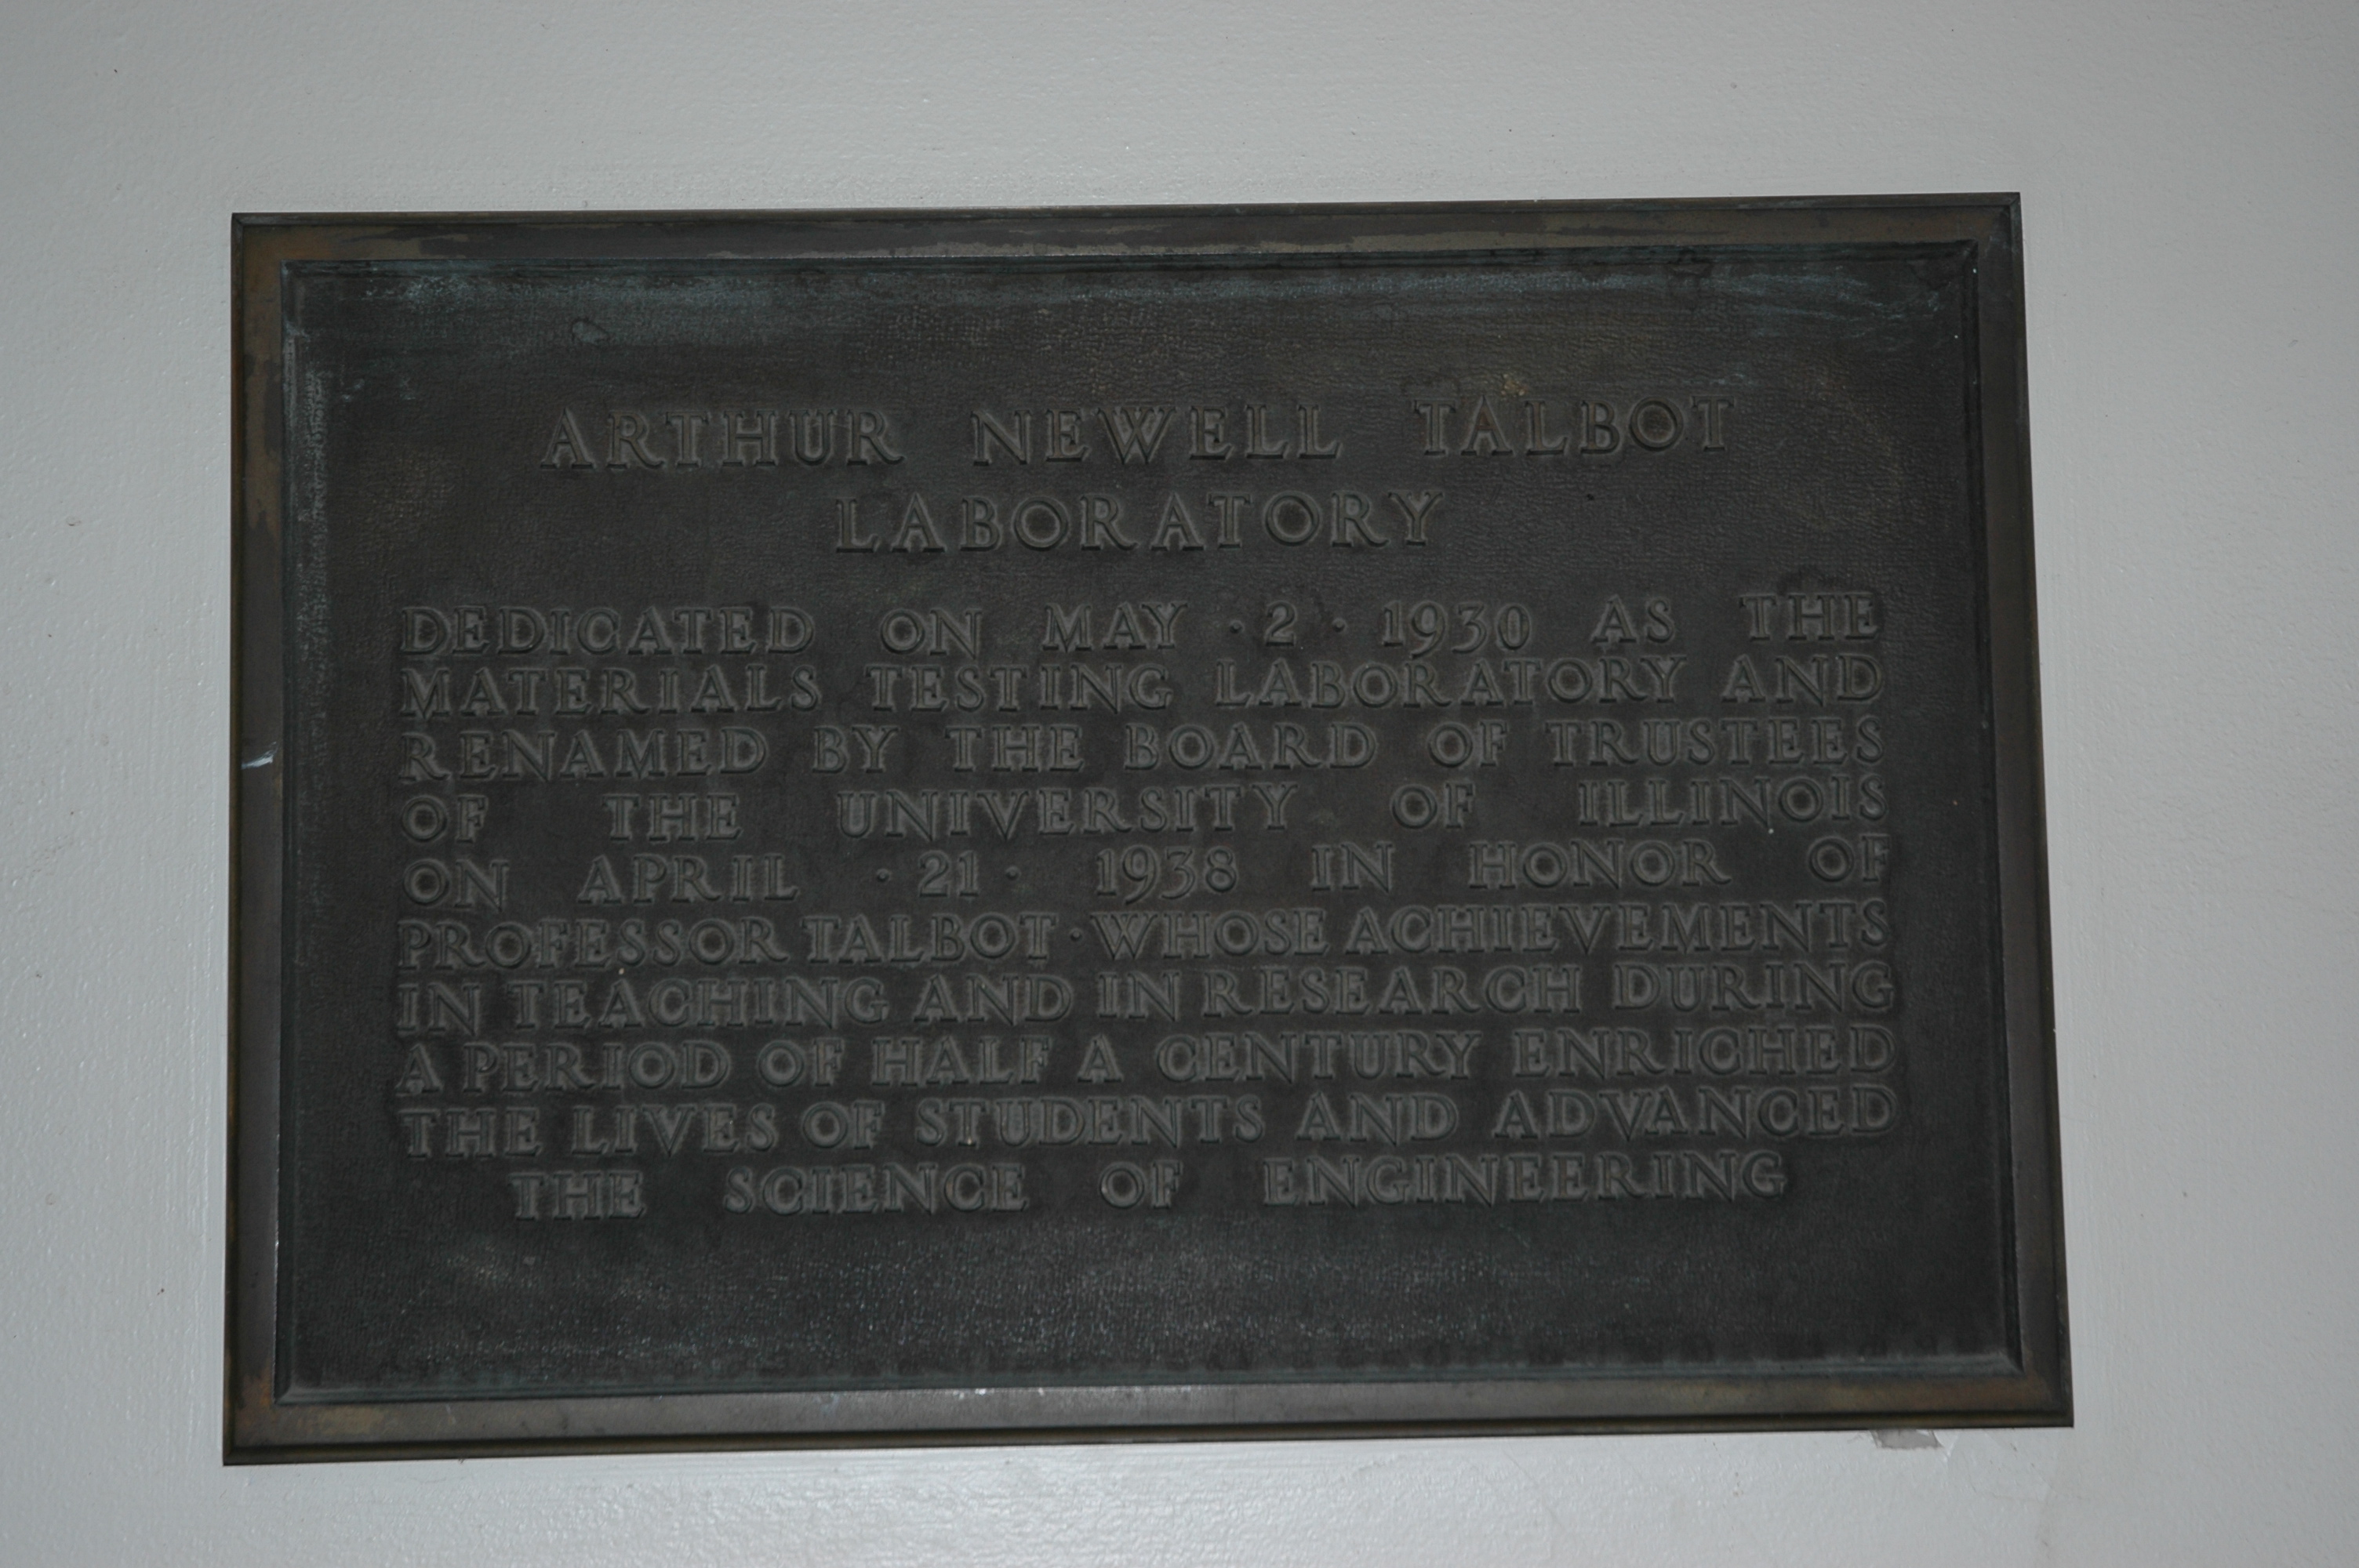 ARTHUR NEWELL TALBOT
LABORATORY
DEDICATED ON MAY · 2 · 1930 AS THE
MATERIALS TESTING LABORATORY AND
RENAMED BY THE BOARD OF TRUSTEES
OF THE UNIVERSITY OF ILLINOIS
ON APRIL · 21 · 1938 IN HONOR OF
PROFESSOR TALBOT · WHOSE ACHIEVEMENTS
IN TEACHING AND IN RESEARCH DURING
A PERIOD OF HALF A CENTURY ENRICHED
THE LIVES OF STUDENTS AND ADVANCED
THE SCIENCE OF ENGINEERING